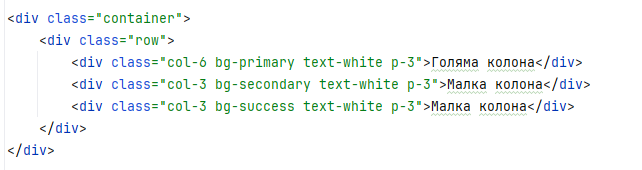 <div class="container">
<div class="row">
<div class="col-6 bg-primary text-white p-3">Голяма колона</div>
<div class="col-3 bg-secondary text-white p-3">Малка колона</div>
<div class="col-3 bg-success text-white p-3">Малка колона</div>
</div>
</div>